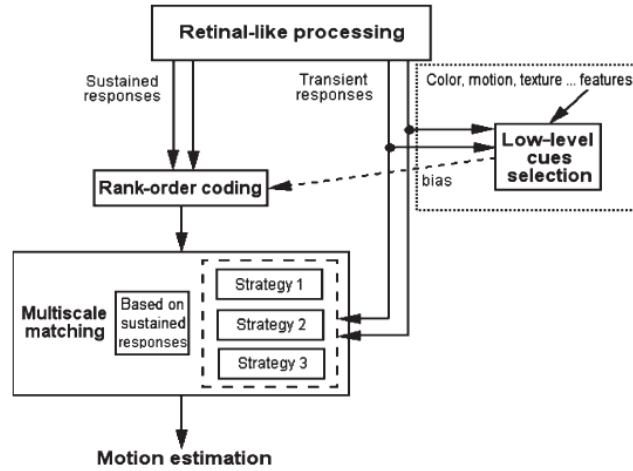 Retinal-like processing
Sustained
responses
Transient
responses
Color, motion, texture ... features
Low-level
cues
selection
Rank-order coding
bias
Multiscale
matching
Based on
sustained
responses
Strategy 1
Strategy 2
Strategy 3
Motion estimation